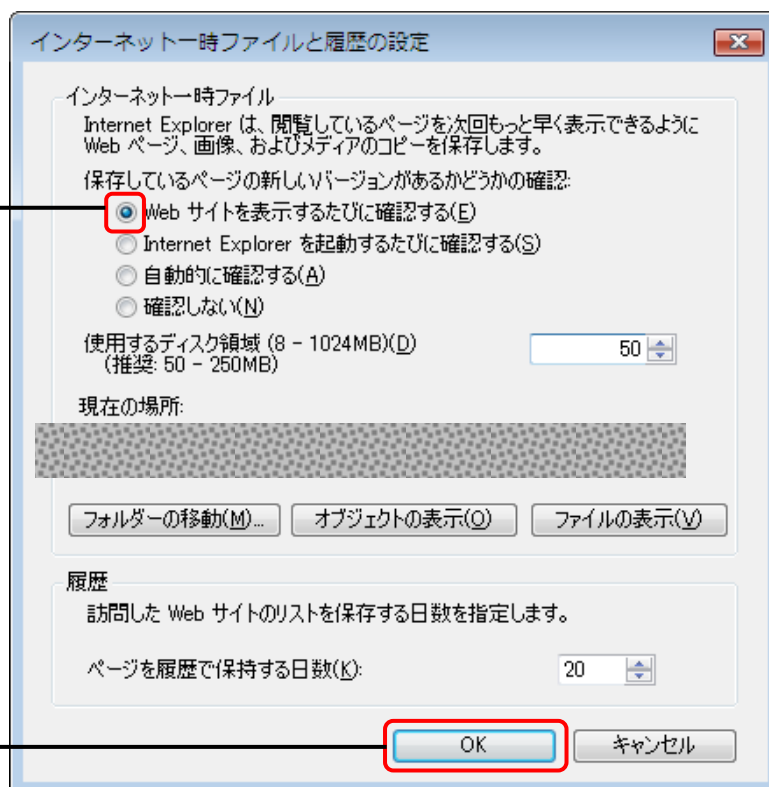 インターネット一時ファイルと履歴の設定
インターネット一時ファイル
Internet Explorer は、閲覧しているページを次回もっと早く表示できるように
Web ページ、画像、およびメディアのコピーを保存します。
保存しているページの新しいバージョンがあるかどうかの確認:
Web サイトを表示するたびに確認する(E)
Internet Explorer を起動するたびに確認する(S)
自動的に確認する(A)
確認しない(N)
使用するディスク領域 (8 - 1024MB)(D) 50
(推奨: 50 - 250MB)
現在の場所:
フォルダーの移動(M)... オブジェクトの表示(O) ファイルの表示(V)
履歴
訪問した Web サイトのリストを保存する日数を指定します。
ページを履歴で保持する日数(K): 20
OK キャンセル